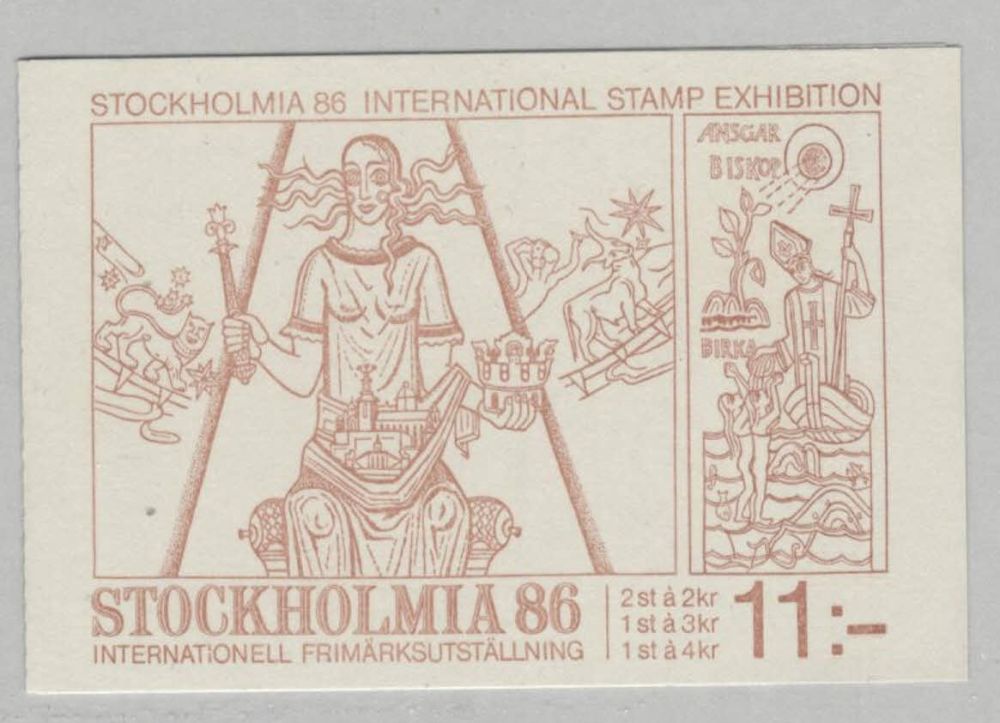 STOCKHOLMIA 86 INTERNATIONAL STAMP EXHIBITION
ANSGAR
BISKOP
BIRKA
STOCKHOLMIA 86
INTERNATIONELL FRIMÄRKSUTSTÄLLNING
2 st à 2kr
1 st à 3kr
1 st à 4kr
11:-